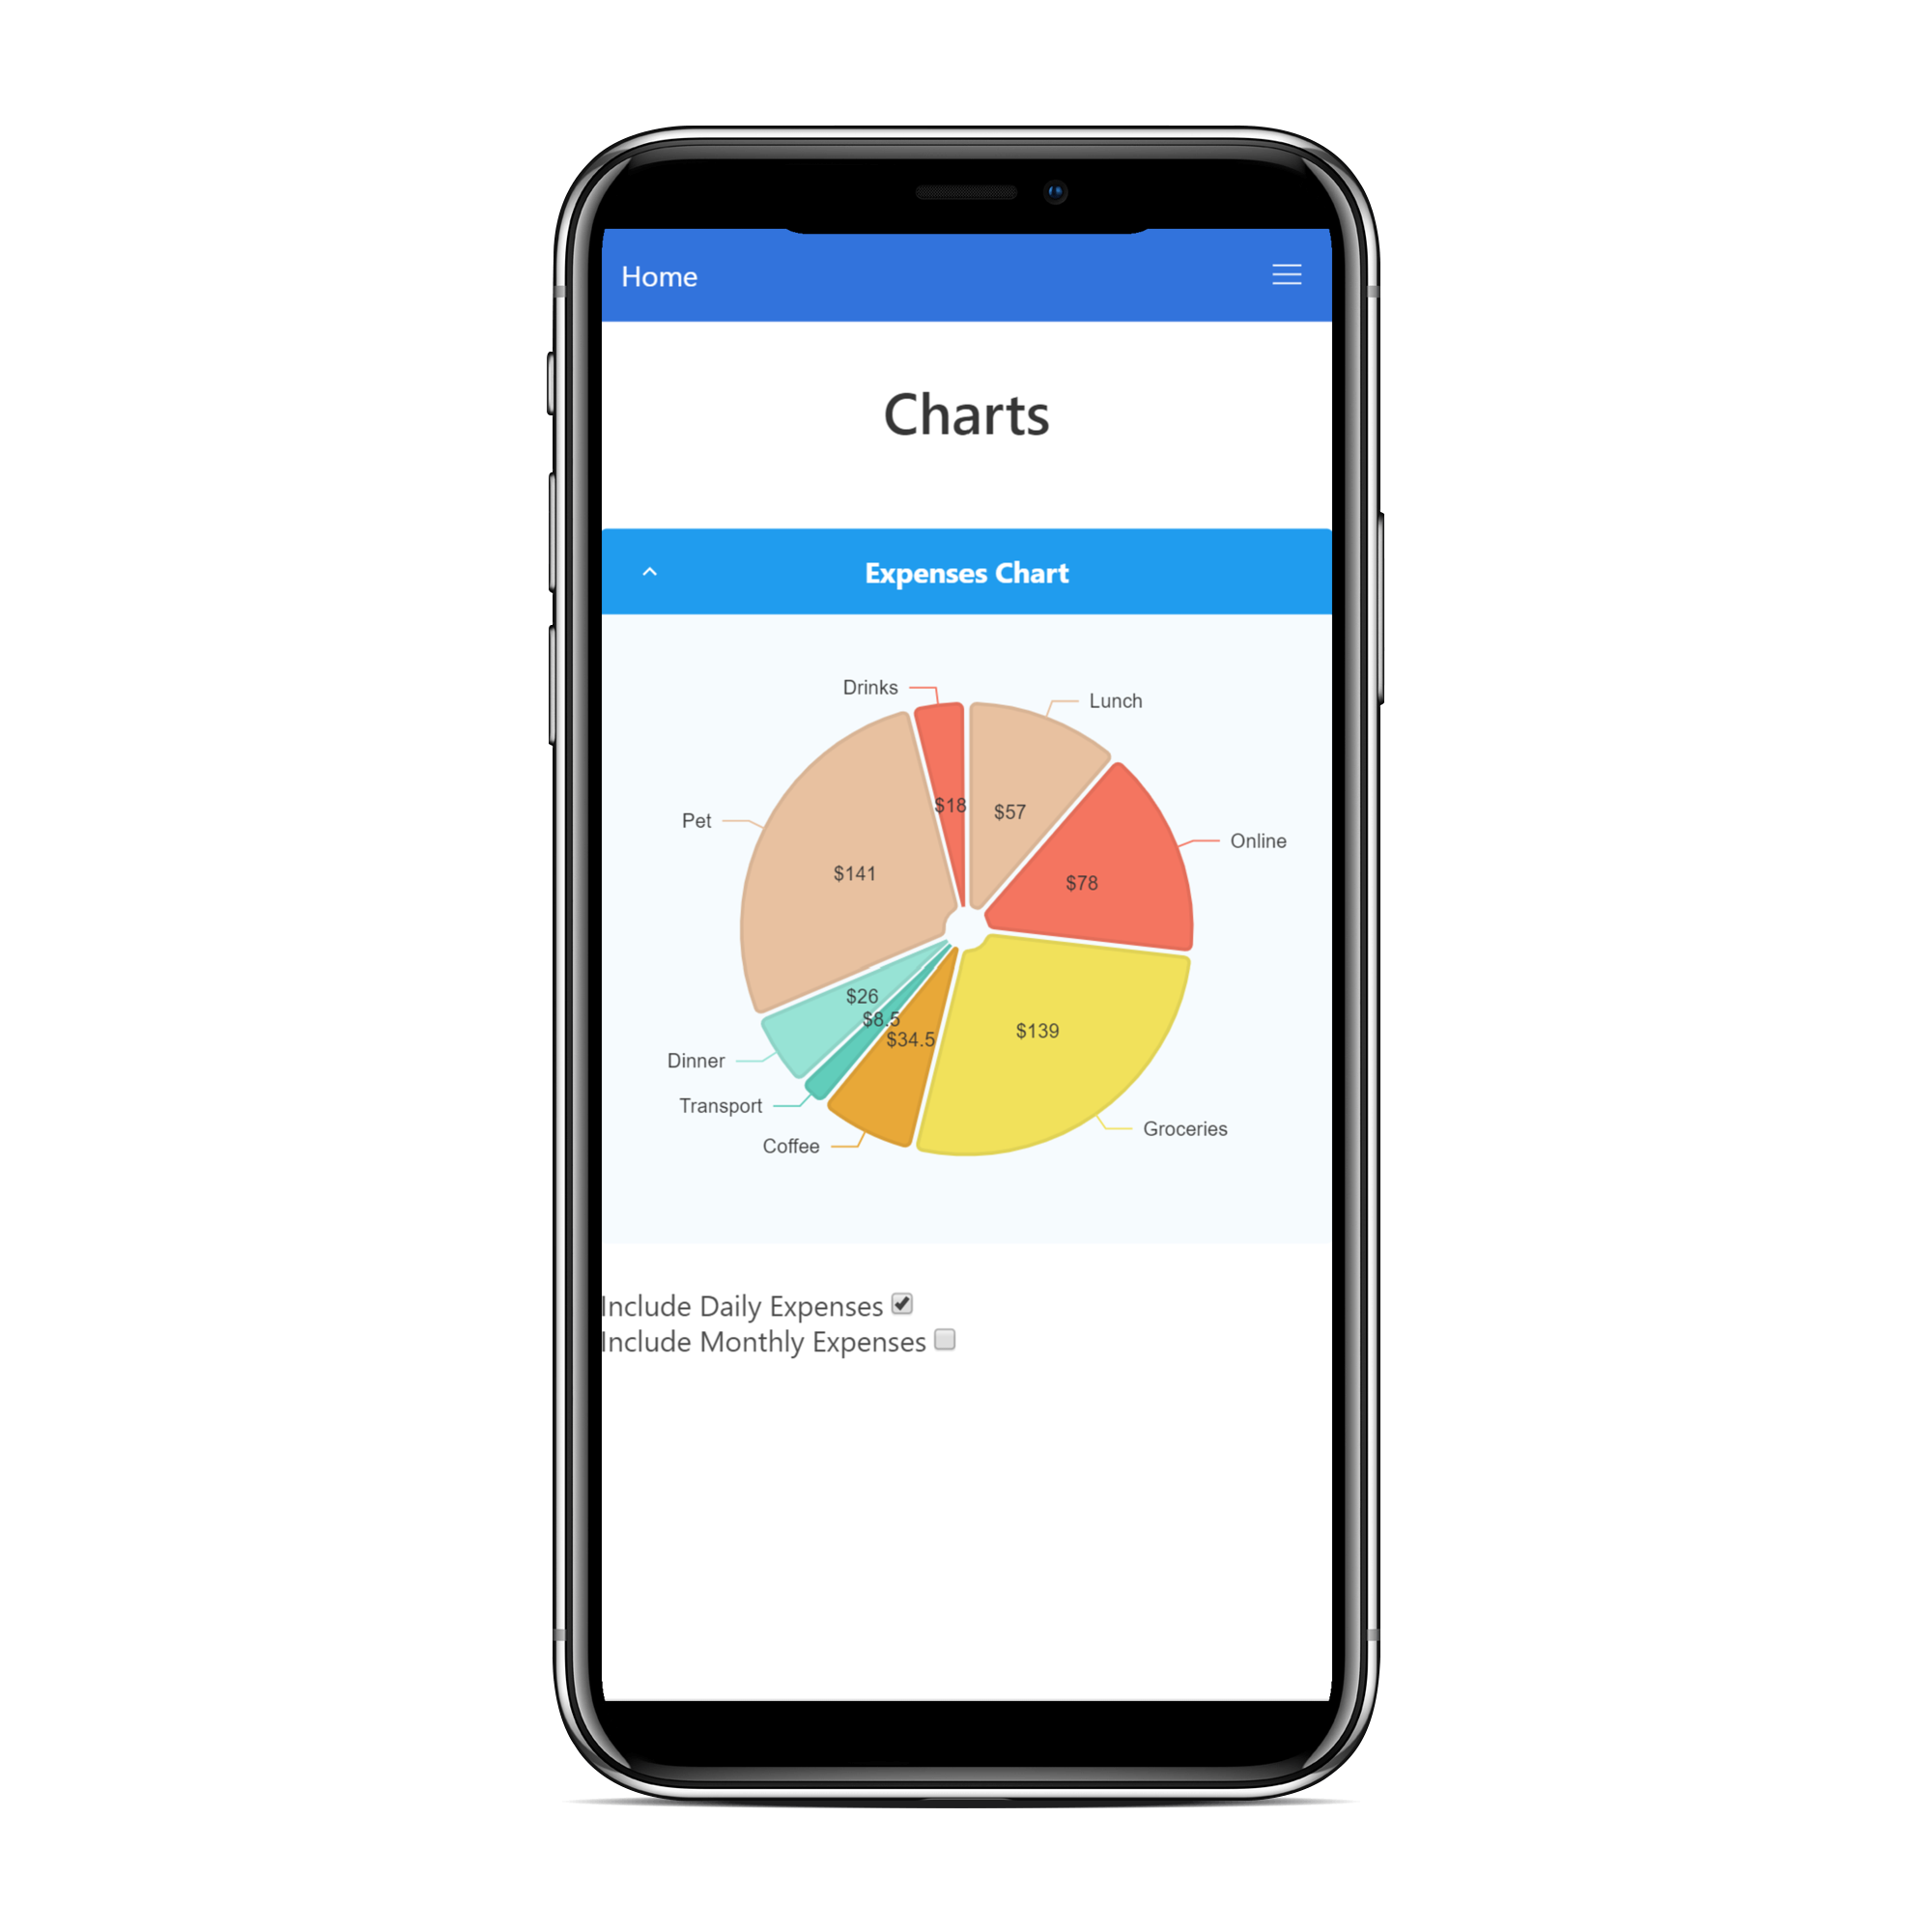 Home
Charts
Expenses Chart
Drinks
Lunch
$18
$57
Pet
Online
$141
$78
$26
$8.5
$34.5
$139
Dinner
Transport
Coffee
Groceries
Include Daily Expenses
Include Monthly Expenses